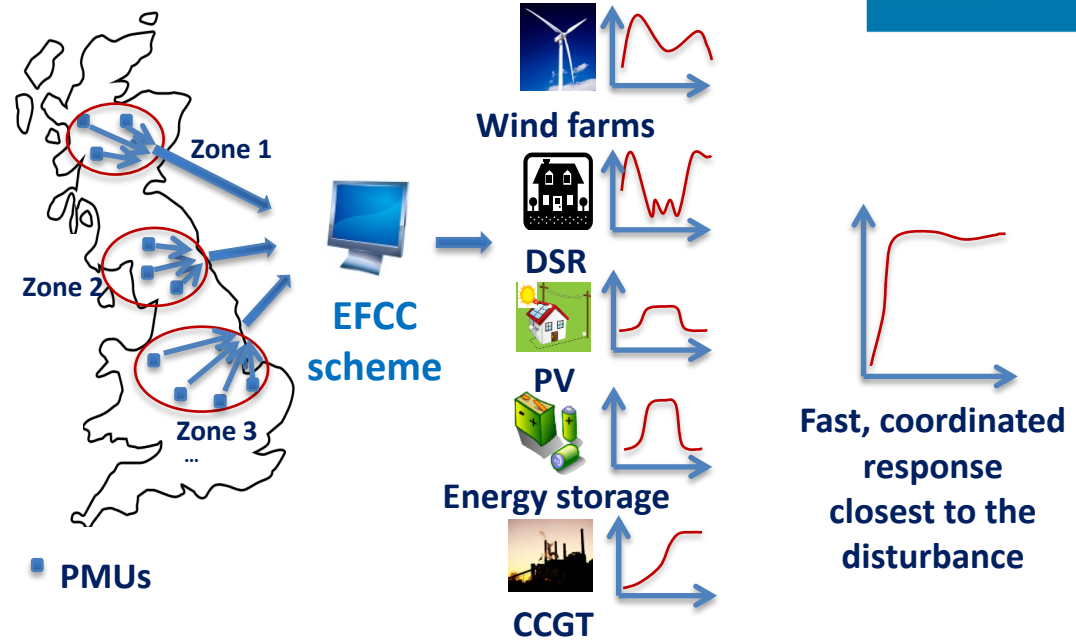 Zone 1
Zone 2
Zone 3
...
PMUs
EFCC
scheme
Wind farms
DSR
PV
Energy storage
CCGT
Fast, coordinated
response
closest to the
disturbance